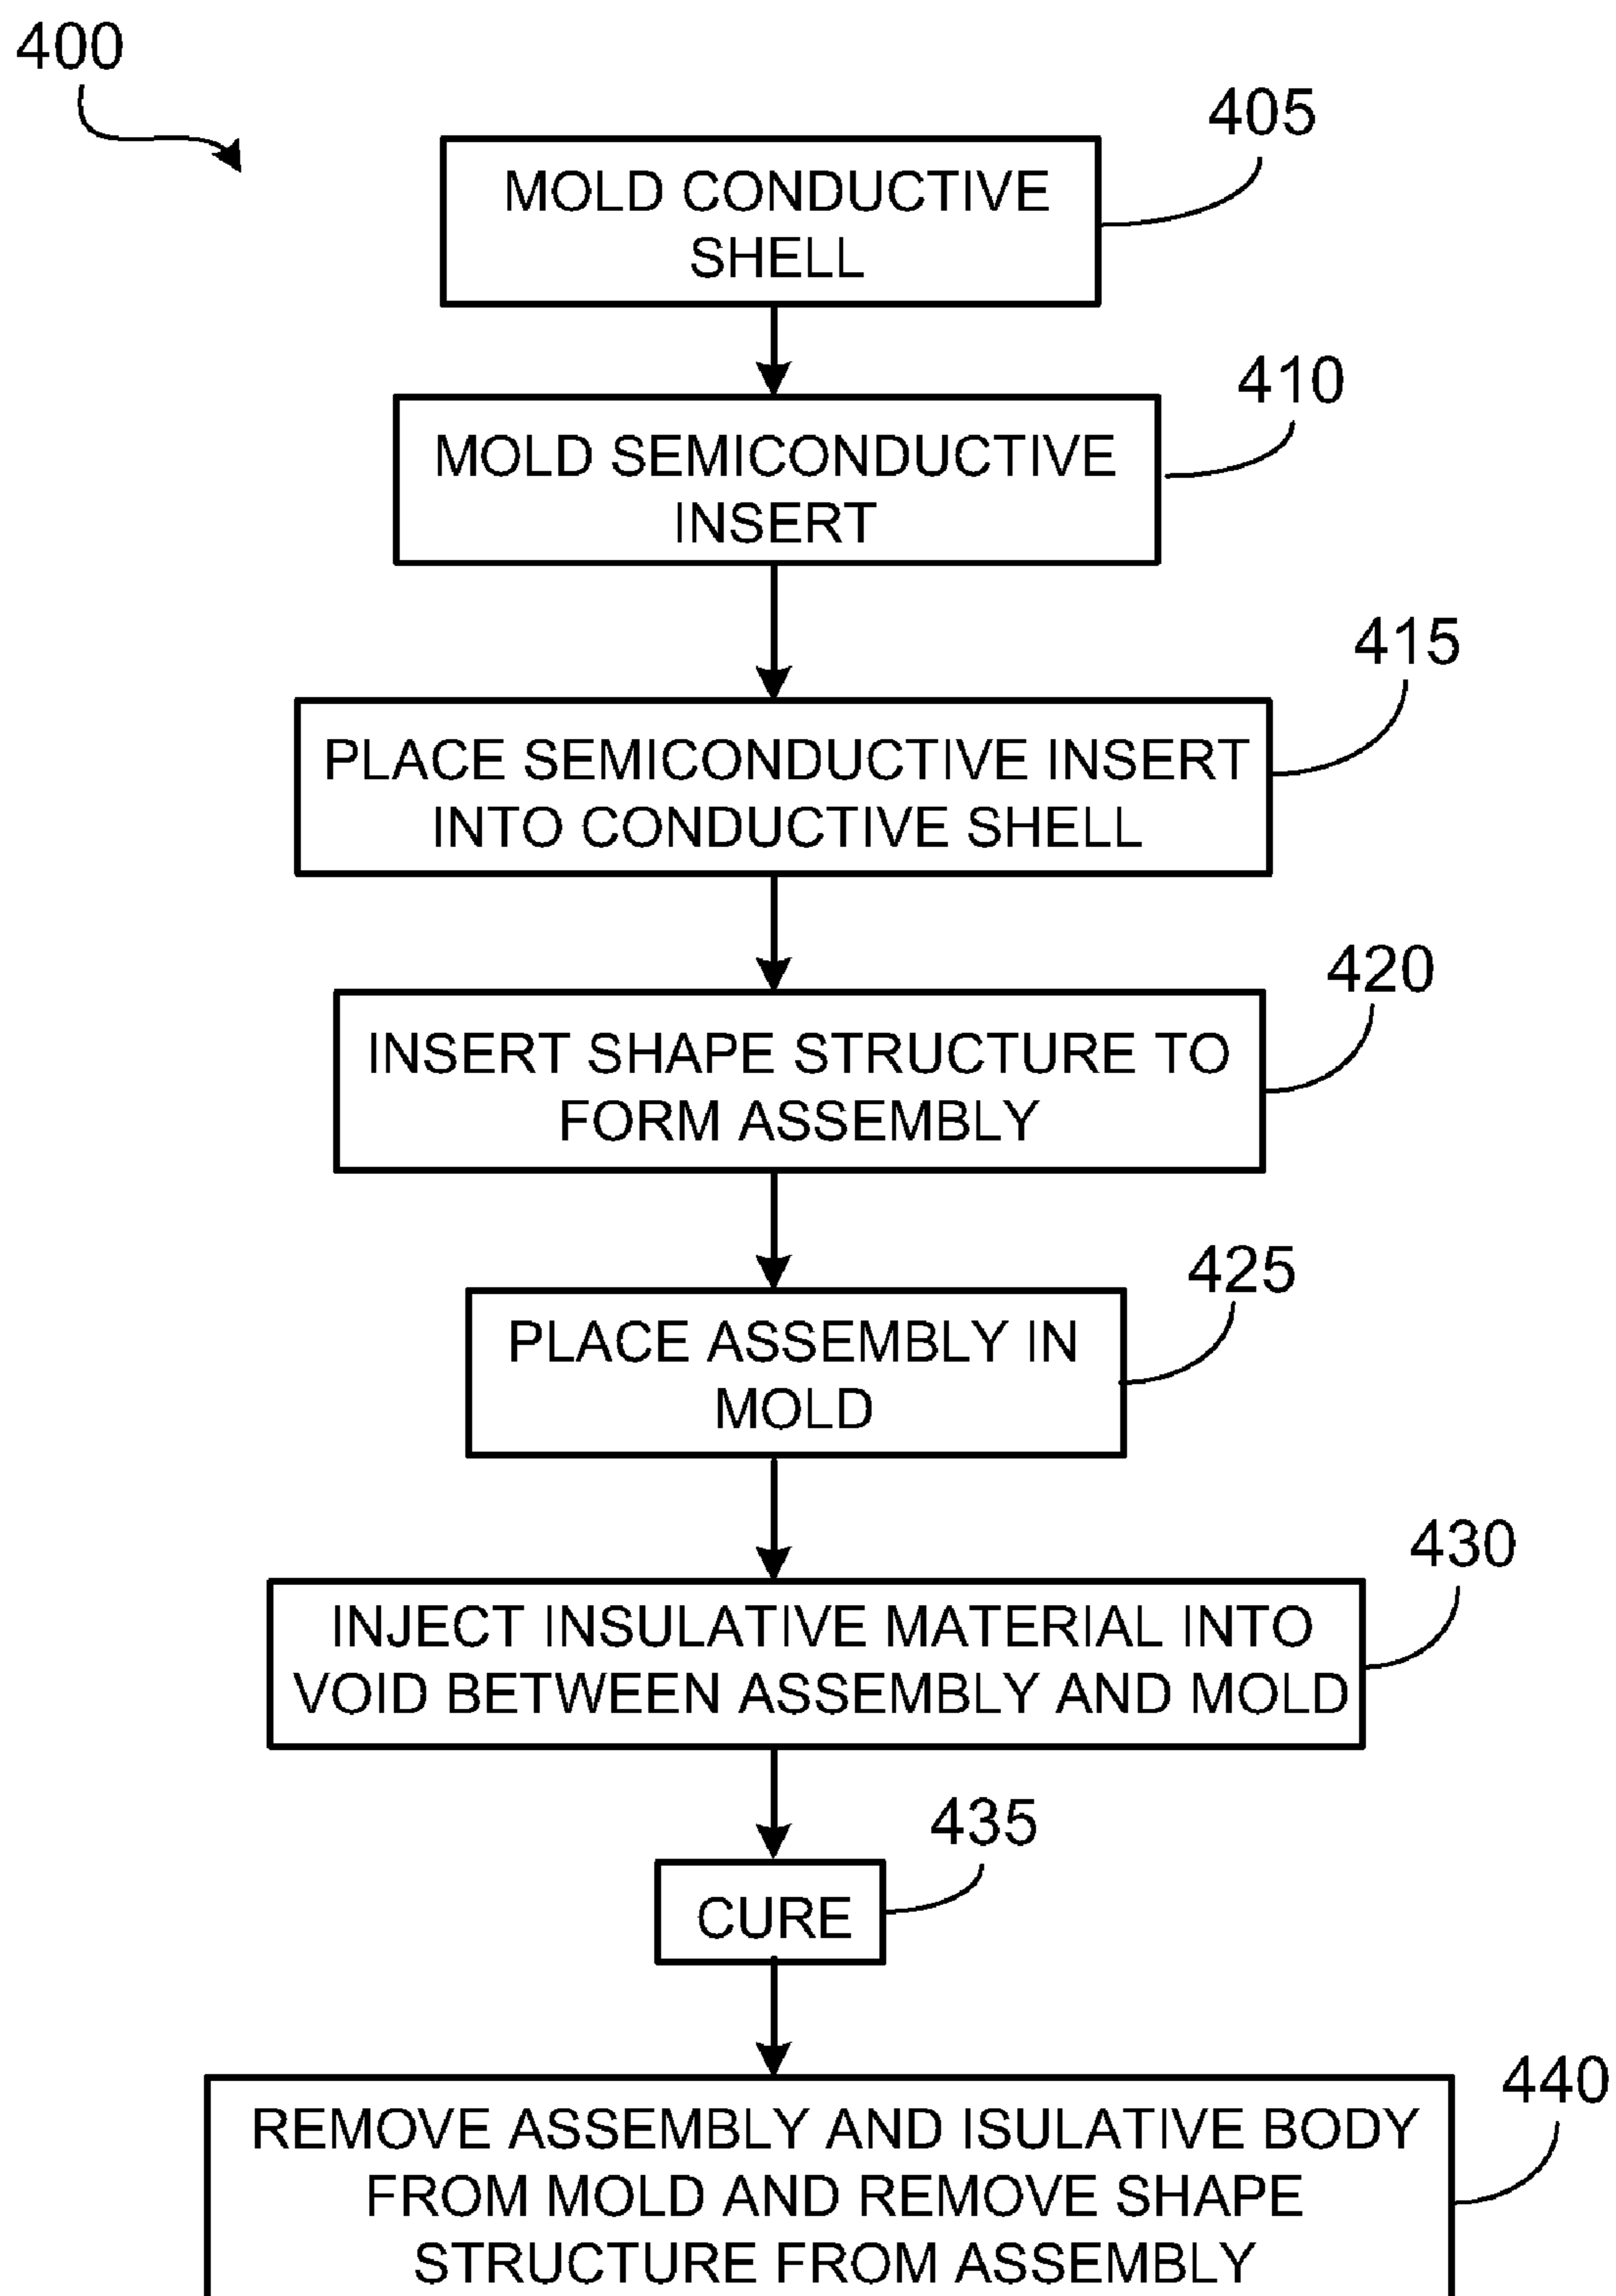 400
405
MOLD CONDUCTIVE
SHELL
410
MOLD SEMICONDUCTIVE
INSERT
415
PLACE SEMICONDUCTIVE INSERT
INTO CONDUCTIVE SHELL
420
INSERT SHAPE STRUCTURE TO
FORM ASSEMBLY
425
PLACE ASSEMBLY IN
MOLD
430
INJECT INSULATIVE MATERIAL INTO
VOID BETWEEN ASSEMBLY AND MOLD
435
CURE
440
REMOVE ASSEMBLY AND ISULATIVE BODY
FROM MOLD AND REMOVE SHAPE
STRUCTURE FROM ASSEMBLY